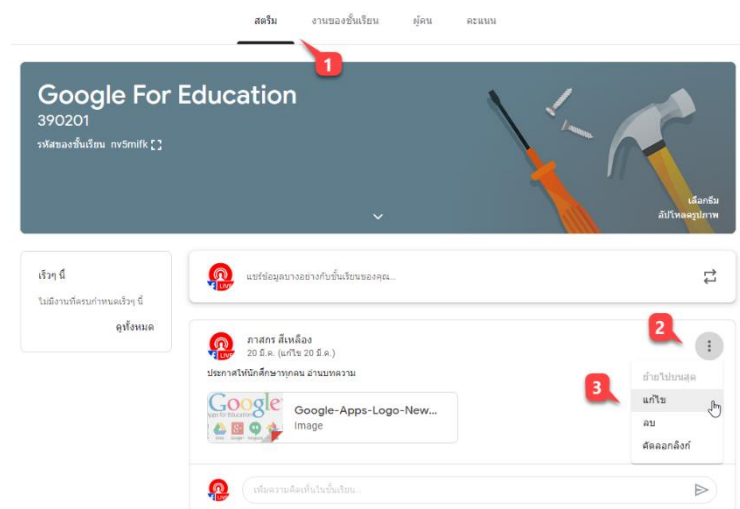 สตรีม งานของชั้นเรียน ผู้คน คะแนน
1
Google For Education
390201
รหัสของชั้นเรียน nv5mifk
เลือกธีม
อัปโหลดรูปภาพ
เร็วๆ นี้
ไม่มีงานที่ครบกำหนดเร็วๆ นี้
ดูทั้งหมด
LIVE
แชร์ข้อมูลบางอย่างกับชั้นเรียนของคุณ...
2
LIVE
ภาสกร สีเหลือง
20 มี.ค. (แก้ไข 20 มี.ค.)
ประกาศให้นักศึกษาทุกคน อ่านบทความ
Google
Google-Apps-Logo-New...
Image
ย้ายไปบนสุด
3
แก้ไข
ลบ
คัดลอกลิงก์
LIVE
เพิ่มความคิดเห็นในชั้นเรียน...